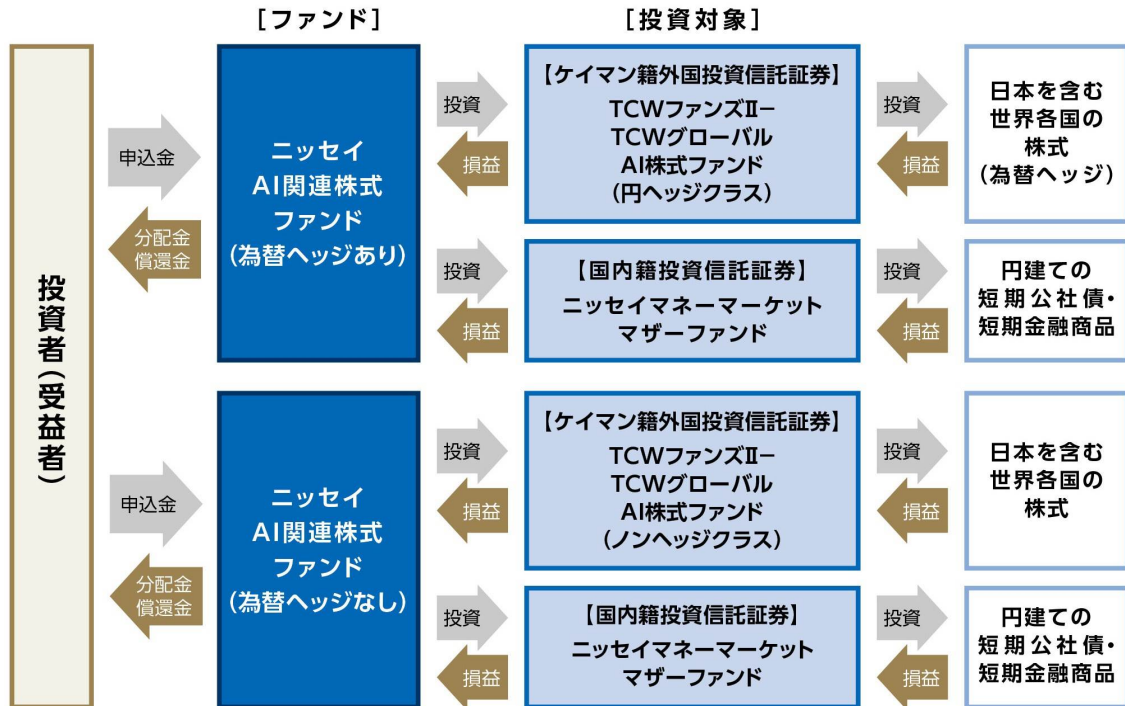 [ファンド]
[投資対象]
投資者(受益者)
申込金
分配金
償還金
ニッセイ
AI関連株式
ファンド
(為替ヘッジあり)
投資
損益
【ケイマン籍外国投資信託証券】
TCWファンズⅡー
TCWグローバル
AI株式ファンド
(円ヘッジクラス)
投資
損益
日本を含む
世界各国の
株式
(為替ヘッジ)
投資
損益
【国内籍投資信託証券】
ニッセイマネーマーケット
マザーファンド
投資
損益
円建ての
短期公社債・
短期金融商品
申込金
分配金
償還金
ニッセイ
AI関連株式
ファンド
(為替ヘッジなし)
投資
損益
【ケイマン籍外国投資信託証券】
TCWファンズⅡー
TCWグローバル
AI株式ファンド
(ノンヘッジクラス)
投資
損益
日本を含む
世界各国の
株式
投資
損益
【国内籍投資信託証券】
ニッセイマネーマーケット
マザーファンド
投資
損益
円建ての
短期公社債・
短期金融商品